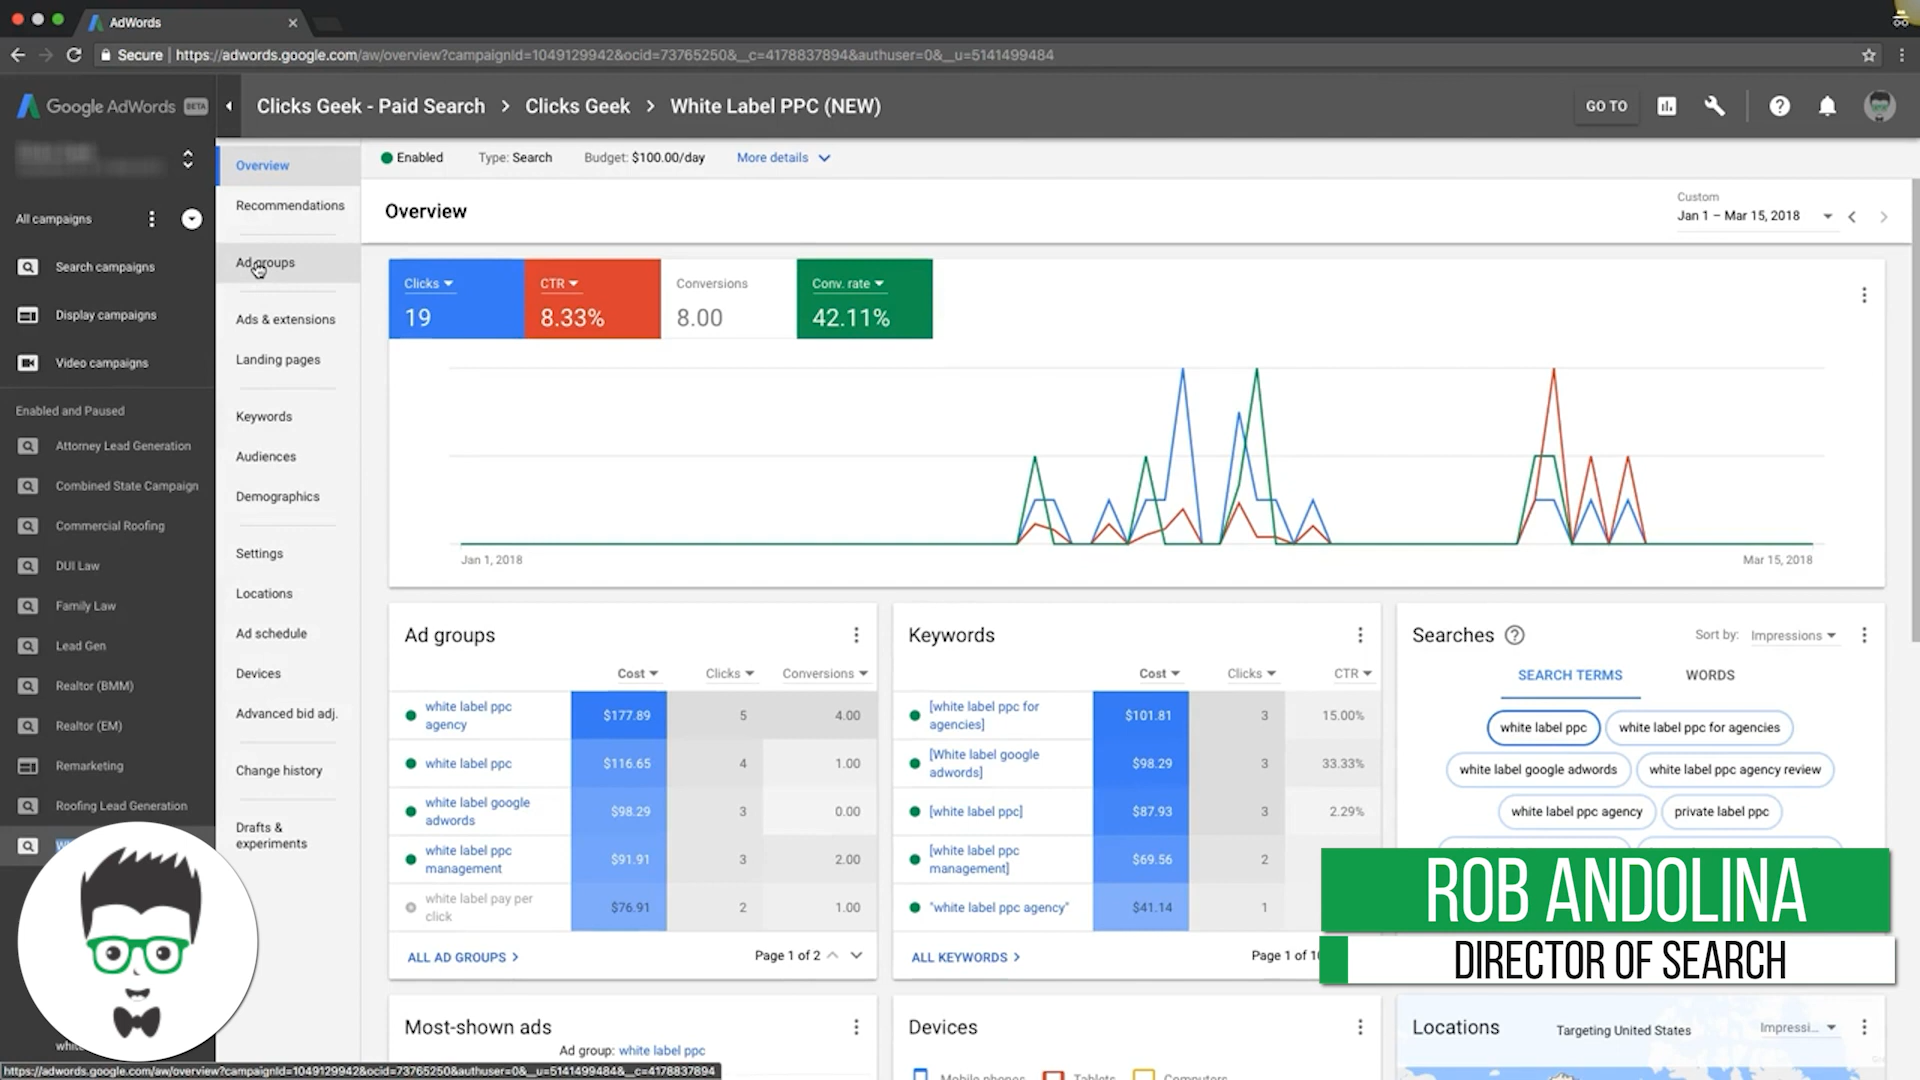 AdWords
Secure
https://adwords.google.com/aw/overview?campaignId=1049129942&ocid=73765250&__c=4178837894&authuser=0&__u=5141499484
Google AdWords BETA
Clicks Geek - Paid Search > Clicks Geek > White Label PPC (NEW)
GO TO
All campaigns
Search campaigns
Display campaigns
Video campaigns
Enabled and Paused
Attorney Lead Generation
Combined State Campaign
Commercial Roofing
DUI Law
Family Law
Lead Gen
Realtor (BMM)
Realtor (EM)
Remarketing
Roofing Lead Generation
Overview
Recommendations
Ad groups
Ads & extensions
Landing pages
Keywords
Audiences
Demographics
Settings
Locations
Ad schedule
Devices
Advanced bid adj.
Change history
Drafts &
experiments
Enabled Type: Search Budget: $100.00/day More details
Overview
Custom
Jan 1 – Mar 15, 2018
Clicks
19
CTR
8.33%
Conversions
8.00
Conv. rate
42.11%
Jan 1, 2018
Mar 15, 2018
Ad groups
Cost Clicks Conversions
white label ppc
agency
$177.89 5 4.00
white label ppc $116.65 4 1.00
white label google
adwords
$98.29 3 0.00
white label ppc
management
$91.91 3 2.00
white label pay per
click
$76.91 2 1.00
ALL AD GROUPS >
Page 1 of 2
Keywords
Cost Clicks CTR
[white label ppc for
agencies]
$101.81 3 15.00%
[White label google
adwords]
$98.29 3 33.33%
[white label ppc] $87.93 3 2.29%
[white label ppc
management]
$69.56 2
"white label ppc agency" $41.14 1
ALL KEYWORDS >
Page 1 of
Searches
Sort by: Impressions
SEARCH TERMS WORDS
white label ppc
white label ppc for agencies
white label google adwords
white label ppc agency review
white label ppc agency
private label ppc
ROB ANDOLINA
DIRECTOR OF SEARCH
Most-shown ads
Ad group: white label ppc
Devices
Mobile phones Tablets Computers
Locations
Targeting United States
Impressi...
https://adwords.google.com/aw/overview?campaignId=1049129942&ocid=73765250&authuser=0&__u=5141499484&__c=4178837894